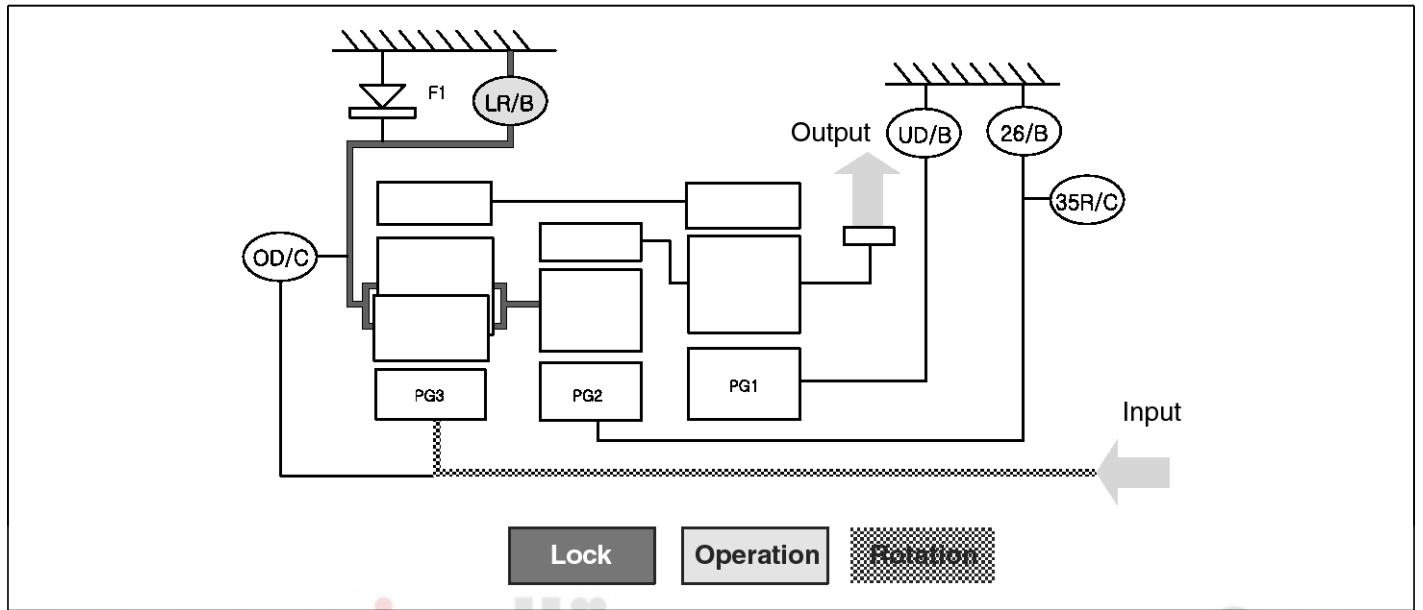 F1
LR/B
Output
UD/B
26/B
35R/C
OD/C
PG3
PG2
PG1
Input
Lock
Operation
Rotation